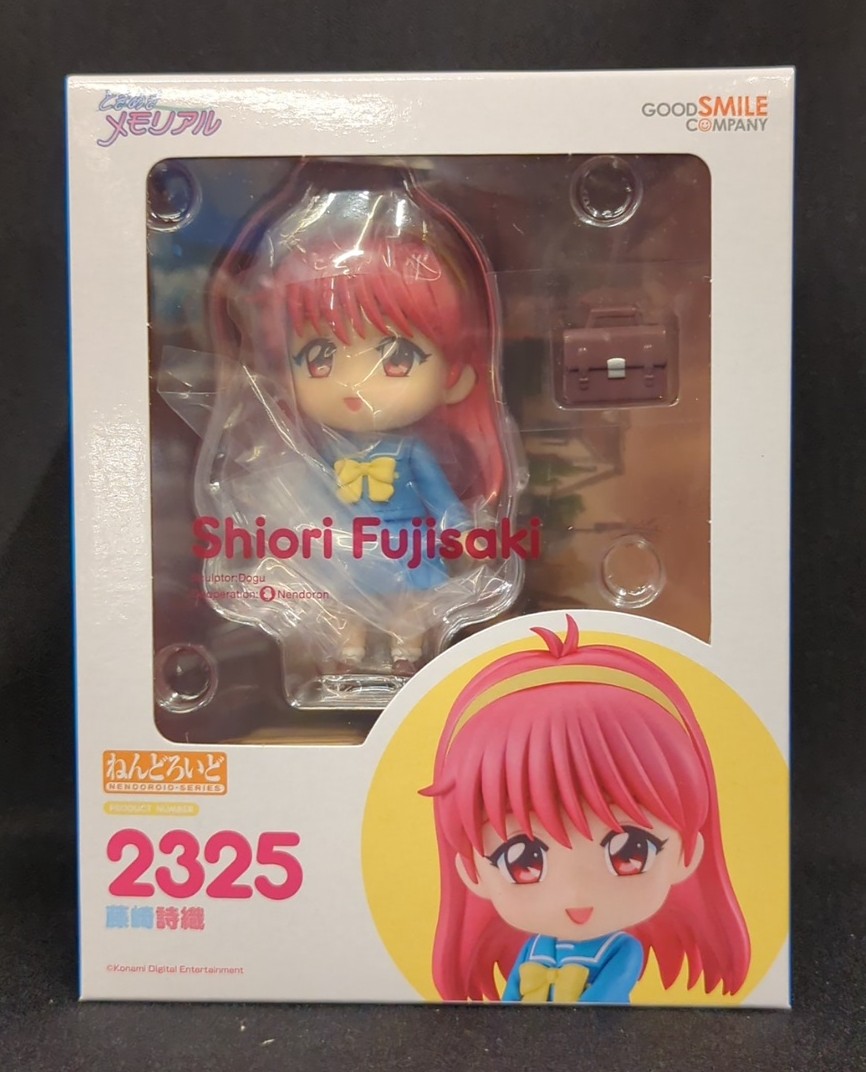 ときめき
メモリアル
GOODSMILE
COMPANY
Shiori Fujisaki
Sculptor:Dogu
Cooperation: Nendoron
ねんどろいど
NENDOROID-SERIES
PRODUCT NUMBER
2325
藤崎詩織
©Konami Digital Entertainment